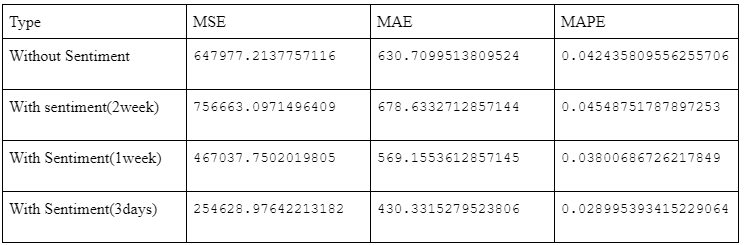 Type MSE MAE MAPE
Without Sentiment 647977.2137757116 630.7099513809524 0.042435809556255706
With sentiment(2week) 756663.0971496409 678.6332712857144 0.04548751787897253
With Sentiment(1week) 467037.7502019805 569.1553612857145 0.03800686726217849
With Sentiment(3days) 254628.97642213182 430.3315279523806 0.028995393415229064